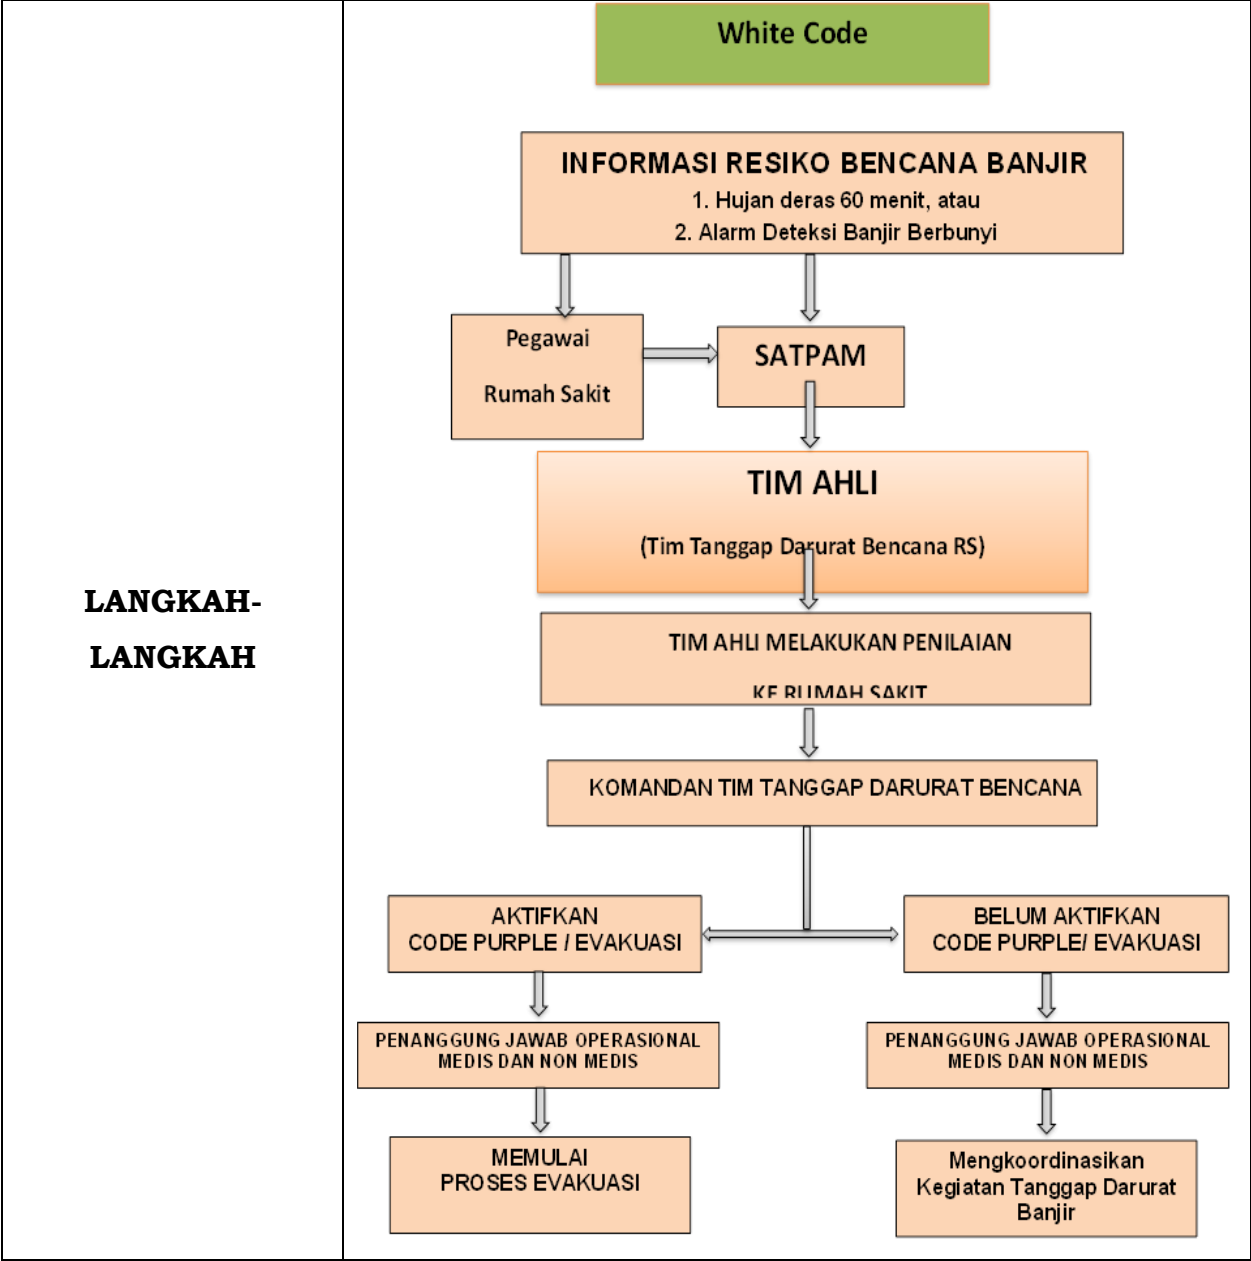 LANGKAH-
LANGKAH
White Code
INFORMASI RESIKO BENCANA BANJIR
1. Hujan deras 60 menit, atau
2. Alarm Deteksi Banjir Berbunyi
Pegawai
Rumah Sakit
SATPAM
TIM AHLI
(Tim Tanggap Darurat Bencana RS)
TIM AHLI MELAKUKAN PENILAIAN
KE RUMAH SAKIT
KOMANDAN TIM TANGGAP DARURAT BENCANA
AKTIFKAN
CODE PURPLE / EVAKUASI
BELUM AKTIFKAN
CODE PURPLE/ EVAKUASI
PENANGGUNG JAWAB OPERASIONAL
MEDIS DAN NON MEDIS
PENANGGUNG JAWAB OPERASIONAL
MEDIS DAN NON MEDIS
MEMULAI
PROSES EVAKUASI
Mengkoordinasikan
Kegiatan Tanggap Darurat
Banjir